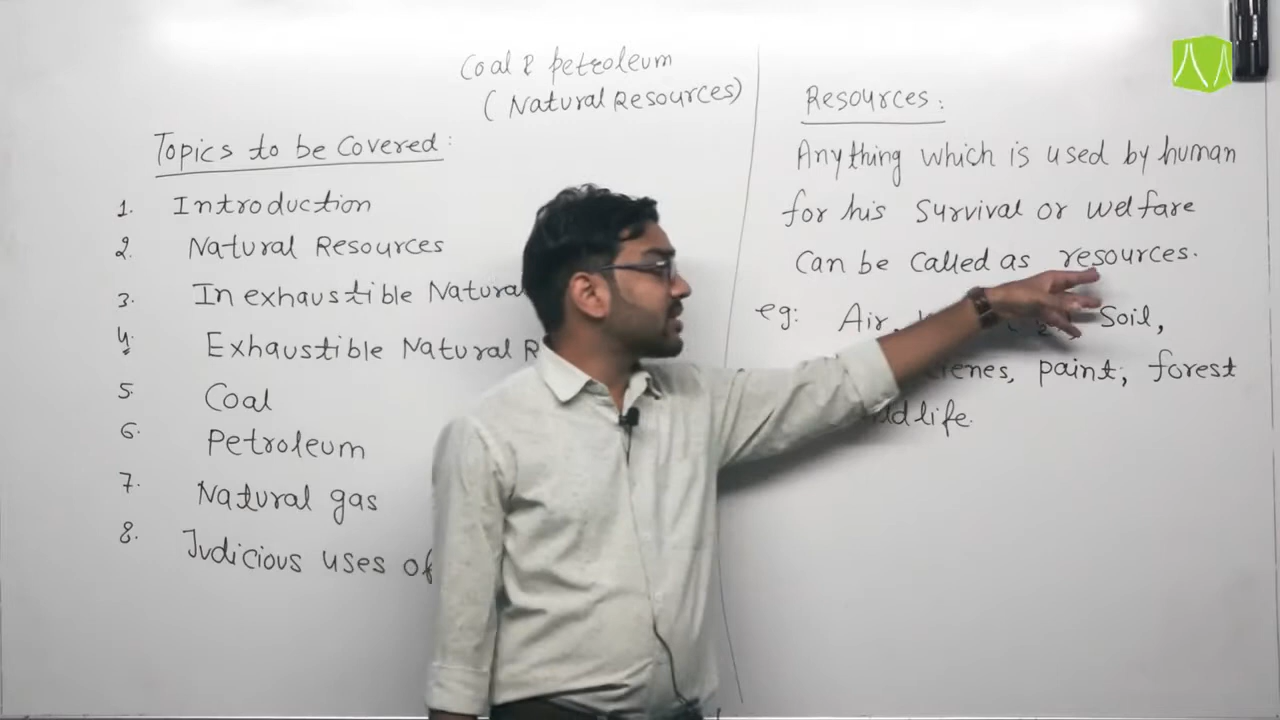 Coal & petroleum
(Natural Resources)
Topics to be Covered:
1. Introduction
2. Natural Resources
3. Inexhaustible Natural
4. Exhaustible Natural R
5. Coal
6. Petroleum
7. Natural gas
8. Judicious uses of
Resources:
Anything which is used by human
for his Survival or welfare
Can be Called as resources.
eg: Air, Soil,
paint, forest